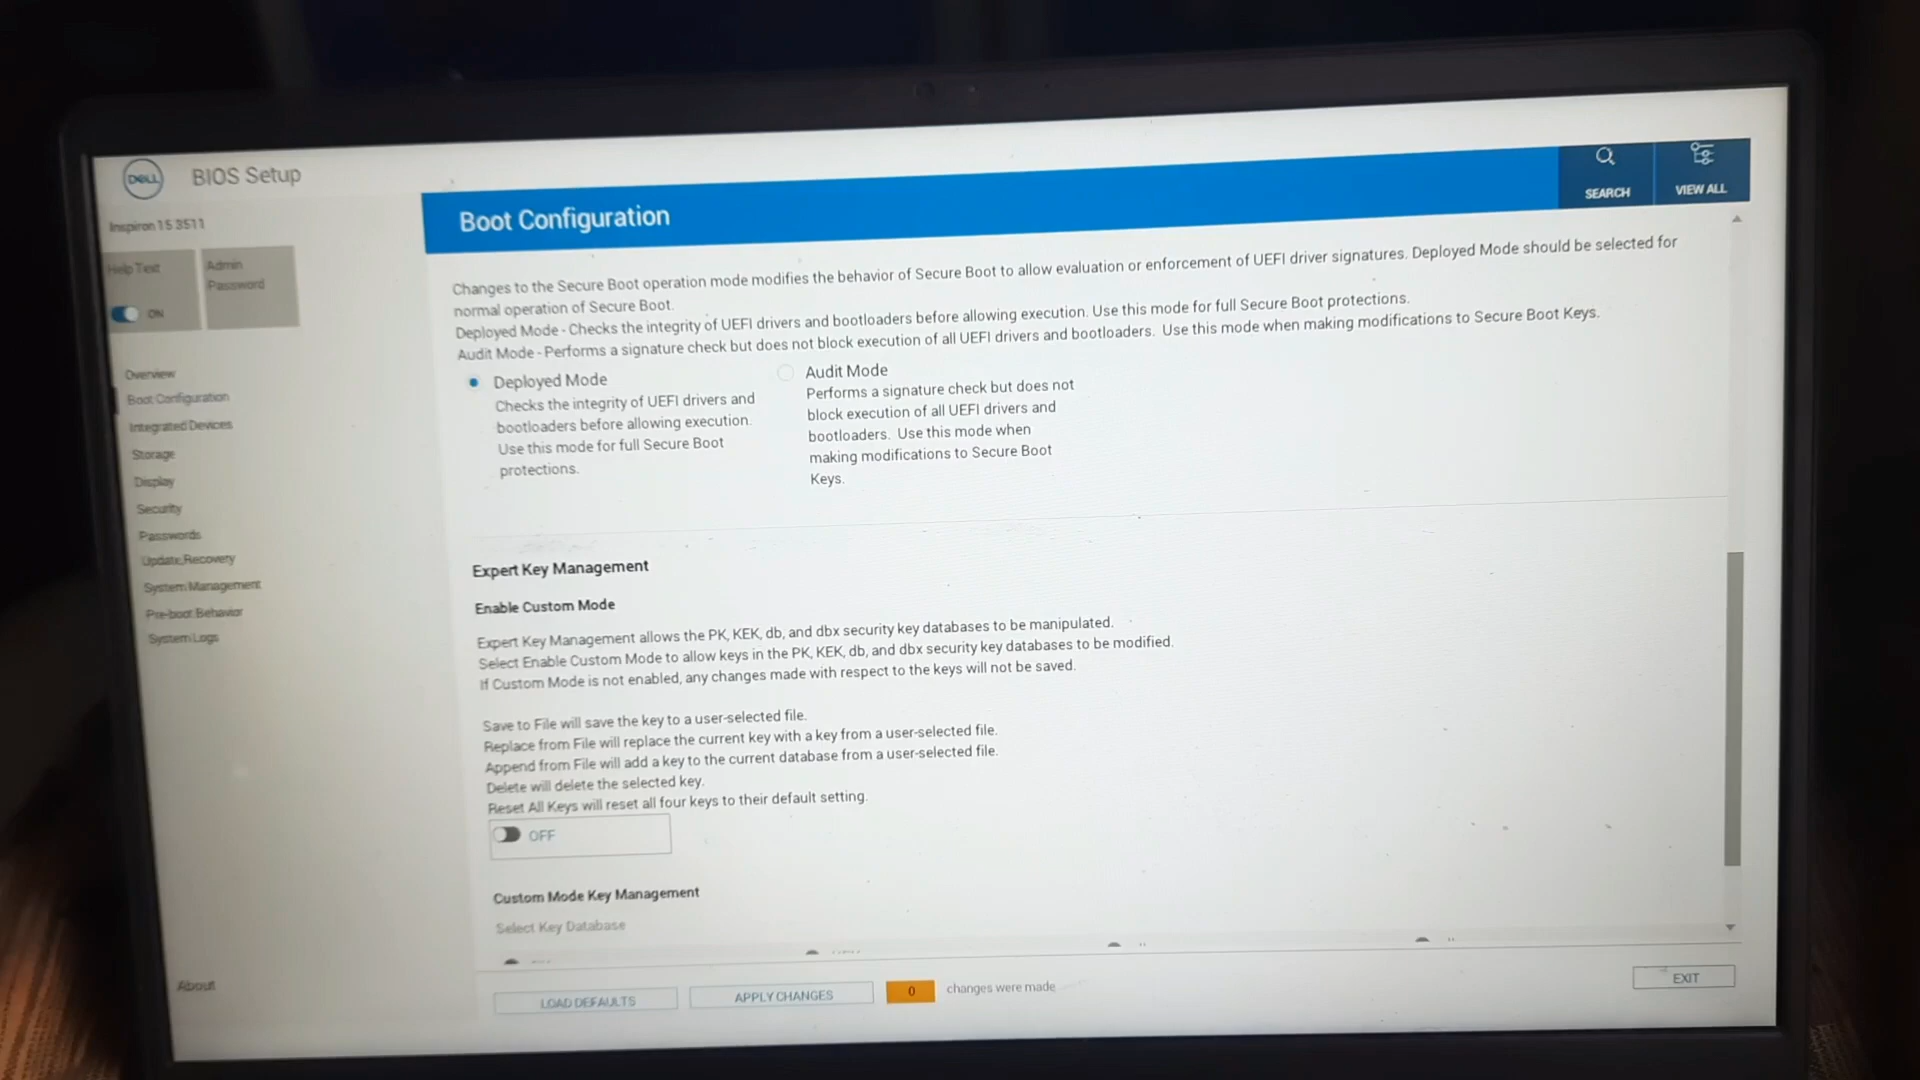 DELL
BIOS Setup
Inspiron 15 3511
Help Text
ON
Admin
Password
Overview
Boot Configuration
Integrated Devices
Storage
Display
Security
Passwords
Update,Recovery
System Management
Pre-boot Behavior
System Logs
About
Boot Configuration
SEARCH
VIEW ALL
Changes to the Secure Boot operation mode modifies the behavior of Secure Boot to allow evaluation or enforcement of UEFI driver signatures. Deployed Mode should be selected for
normal operation of Secure Boot.
Deployed Mode - Checks the integrity of UEFI drivers and bootloaders before allowing execution. Use this mode for full Secure Boot protections.
Audit Mode - Performs a signature check but does not block execution of all UEFI drivers and bootloaders. Use this mode when making modifications to Secure Boot Keys.
Deployed Mode
Checks the integrity of UEFI drivers and
bootloaders before allowing execution.
Use this mode for full Secure Boot
protections.
Audit Mode
Performs a signature check but does not
block execution of all UEFI drivers and
bootloaders. Use this mode when
making modifications to Secure Boot
Keys.
Expert Key Management
Enable Custom Mode
Expert Key Management allows the PK, KEK, db, and dbx security key databases to be manipulated.
Select Enable Custom Mode to allow keys in the PK, KEK, db, and dbx security key databases to be modified.
If Custom Mode is not enabled, any changes made with respect to the keys will not be saved.
Save to File will save the key to a user-selected file.
Replace from File will replace the current key with a key from a user-selected file.
Append from File will add a key to the current database from a user-selected file.
Delete will delete the selected key.
Reset All Keys will reset all four keys to their default setting.
OFF
Custom Mode Key Management
Select Key Database
LOAD DEFAULTS
APPLY CHANGES
0
changes were made
EXIT